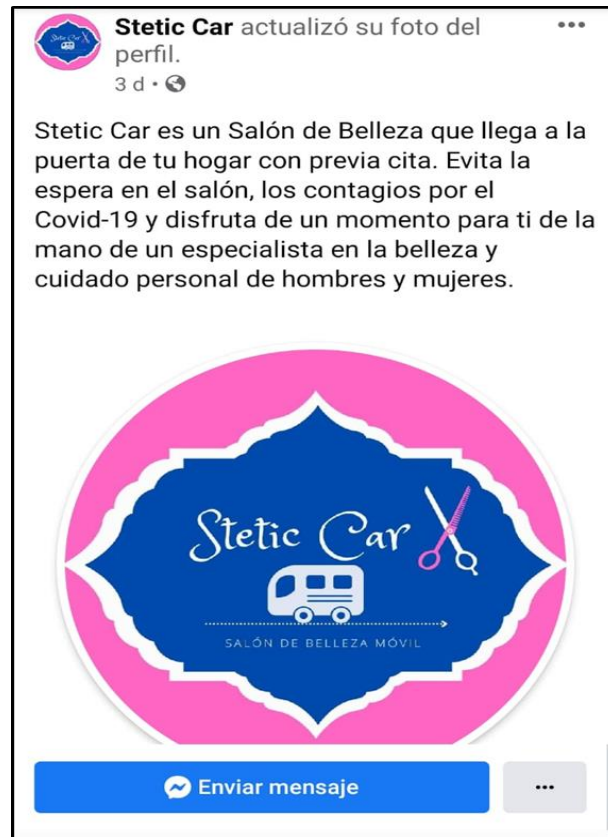 Stetic Car actualizó su foto del
perfil.
3 d
Stetic Car es un Salón de Belleza que llega a la
puerta de tu hogar con previa cita. Evita la
espera en el salón, los contagios por el
Covid-19 y disfruta de un momento para ti de la
mano de un especialista en la belleza y
cuidado personal de hombres y mujeres.
Stetic Car
SALÓN DE BELLEZA MÓVIL
Enviar mensaje